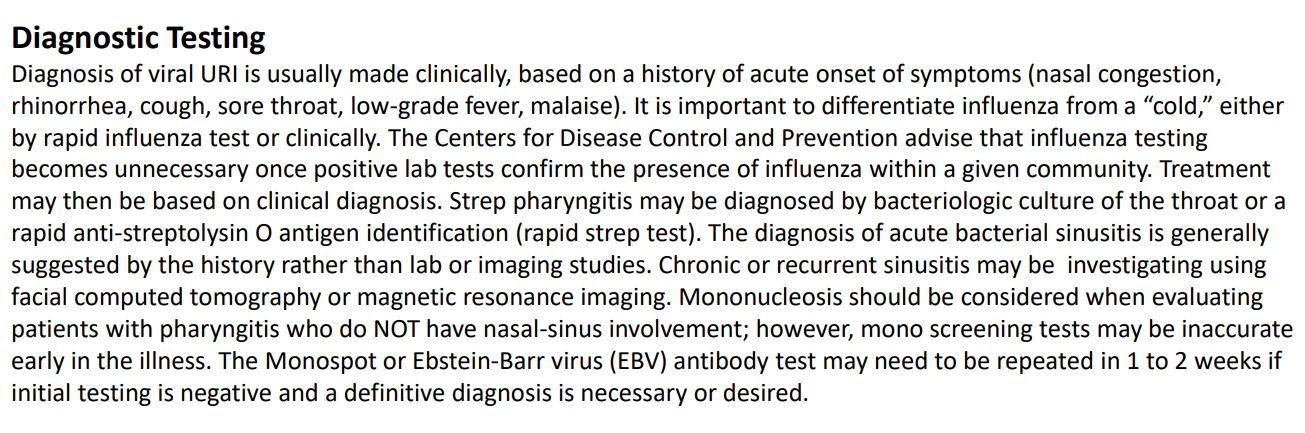 Diagnostic Testing
Diagnosis of viral URI is usually made clinically, based on a history of acute onset of symptoms (nasal congestion,
rhinorrhea, cough, sore throat, low-grade fever, malaise). It is important to differentiate influenza from a “cold,” either
by rapid influenza test or clinically. The Centers for Disease Control and Prevention advise that influenza testing
becomes unnecessary once positive lab tests confirm the presence of influenza within a given community. Treatment
may then be based on clinical diagnosis. Strep pharyngitis may be diagnosed by bacteriologic culture of the throat or a
rapid anti-streptolysin O antigen identification (rapid strep test). The diagnosis of acute bacterial sinusitis is generally
suggested by the history rather than lab or imaging studies. Chronic or recurrent sinusitis may be  investigating using
facial computed tomography or magnetic resonance imaging. Mononucleosis should be considered when evaluating
patients with pharyngitis who do NOT have nasal-sinus involvement; however, mono screening tests may be inaccurate
early in the illness. The Monospot or Ebstein-Barr virus (EBV) antibody test may need to be repeated in 1 to 2 weeks if
initial testing is negative and a definitive diagnosis is necessary or desired.